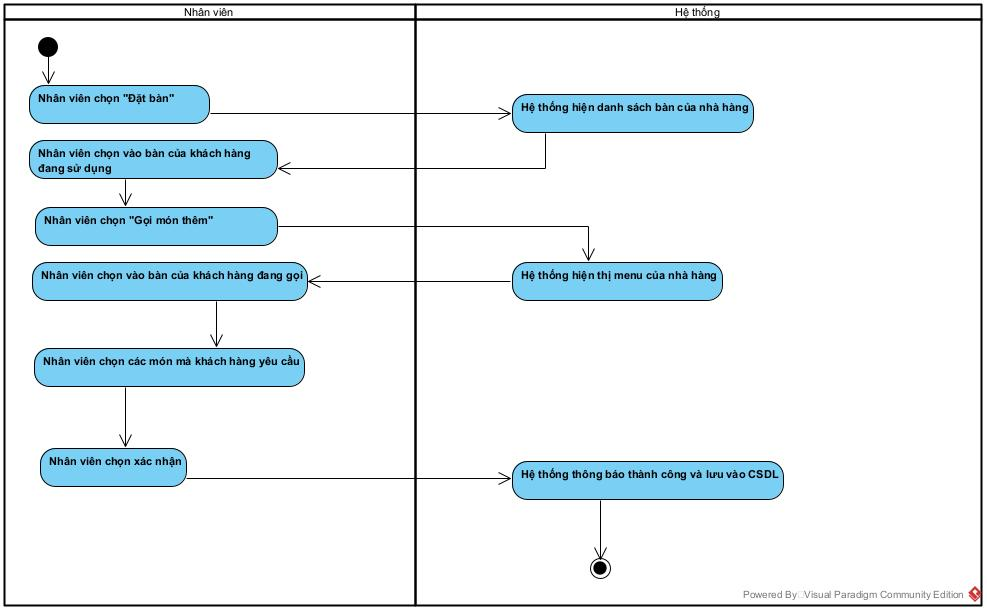 Nhân viên
Hệ thống
Nhân viên chọn "Đặt bàn"
Hệ thống hiện danh sách bàn của nhà hàng
Nhân viên chọn vào bàn của khách hàng
đang sử dụng
Nhân viên chọn "Gọi món thêm"
Hệ thống hiện thị menu của nhà hàng
Nhân viên chọn vào bàn của khách hàng đang gọi
Nhân viên chọn các món mà khách hàng yêu cầu
Nhân viên chọn xác nhận
Hệ thống thông báo thành công và lưu vào CSDL
Powered By Visual Paradigm Community Edition